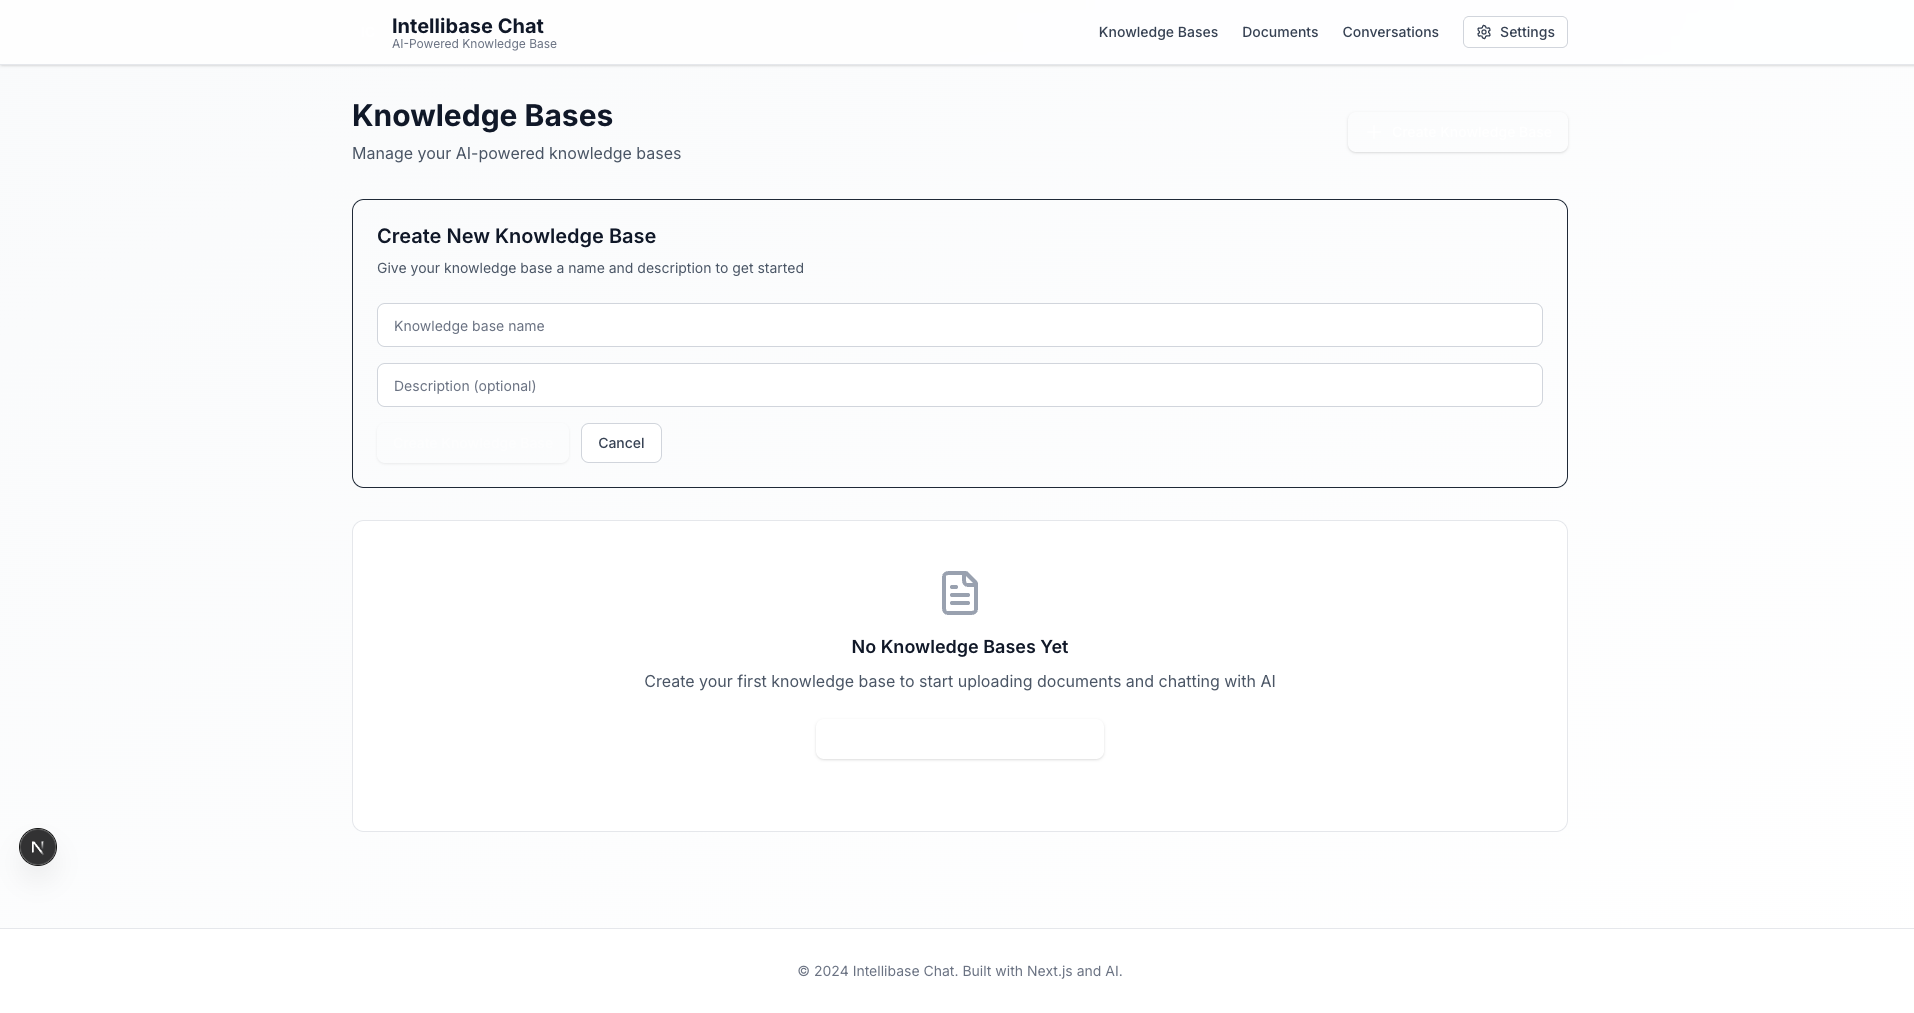 Intellibase Chat
AI-Powered Knowledge Base
Knowledge Bases
Documents
Conversations
Settings
Knowledge Bases
Manage your AI-powered knowledge bases
Create New Knowledge Base
Give your knowledge base a name and description to get started
Knowledge base name
Description (optional)
Cancel
No Knowledge Bases Yet
Create your first knowledge base to start uploading documents and chatting with AI
N
© 2024 Intellibase Chat. Built with Next.js and AI.